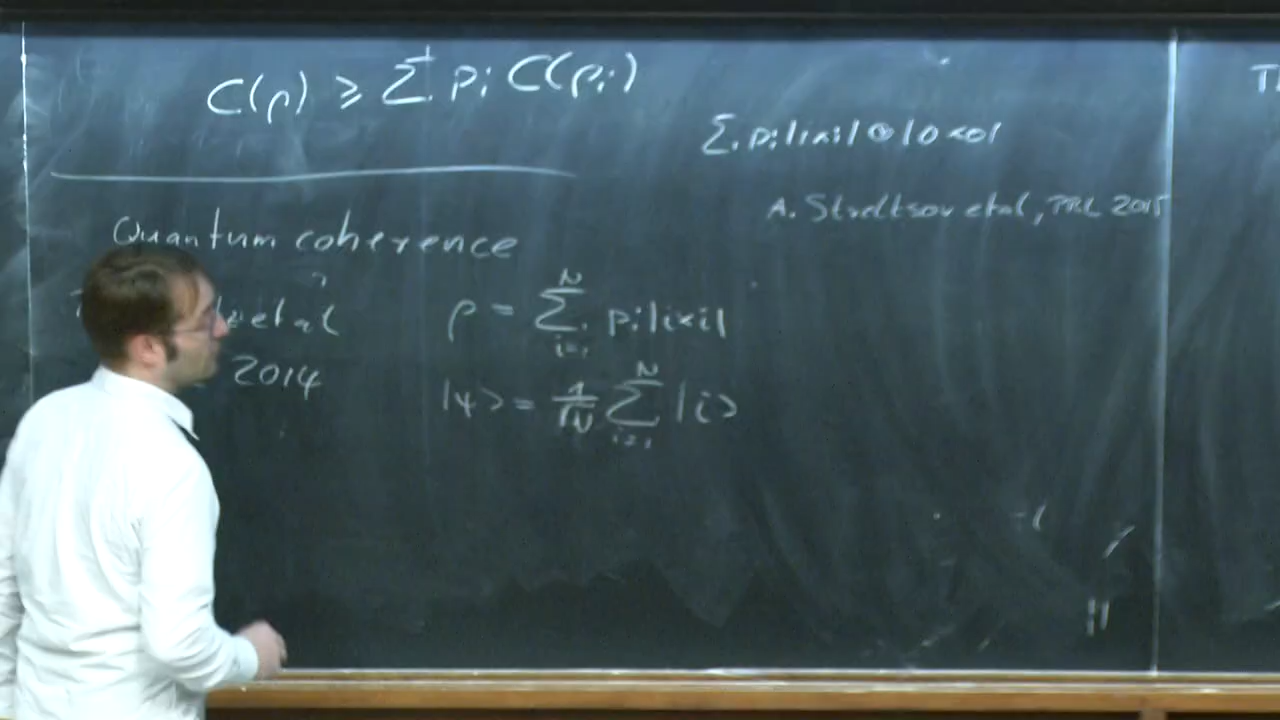 C(ρ) ≥ Σ pᵢ C(ρᵢ)
Σᵢ pᵢ|i⟩⟨i| ⊗ |0⟩⟨0|
A. Streltsov et al, PRL 2015
Quantum coherence
et al
2014
ρ = Σᵢ₌₁ᴺ pᵢ|i⟩⟨i|
|ψ⟩ = 1/√N Σᵢ₌₁ᴺ |i⟩